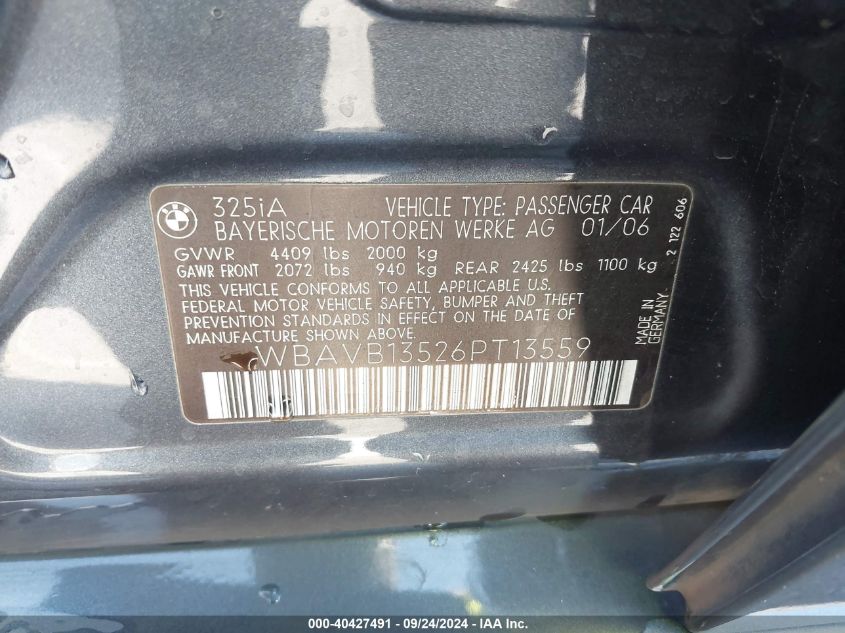 BMW
325iA VEHICLE TYPE: PASSENGER CAR
BAYERISCHE MOTOREN WERKE AG 01/06
GVWR 4409 lbs 2000 kg
GAWR FRONT 2072 lbs 940 kg REAR 2425 lbs 1100 kg
THIS VEHICLE CONFORMS TO ALL APPLICABLE U.S.
FEDERAL MOTOR VEHICLE SAFETY, BUMPER AND THEFT
PREVENTION STANDARDS IN EFFECT ON THE DATE OF
MANUFACTURE SHOWN ABOVE.
WBAVB13526PT13559
MADE IN
GERMANY
2 122 606
000-40427491 - 09/24/2024 -